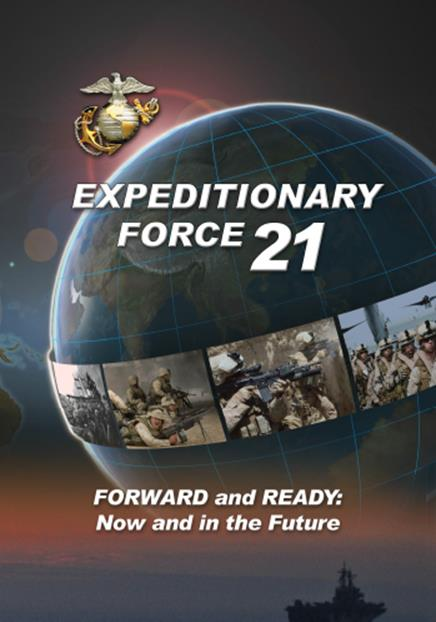 EXPEDITIONARY
FORCE 21
FORWARD and READY:
Now and in the Future